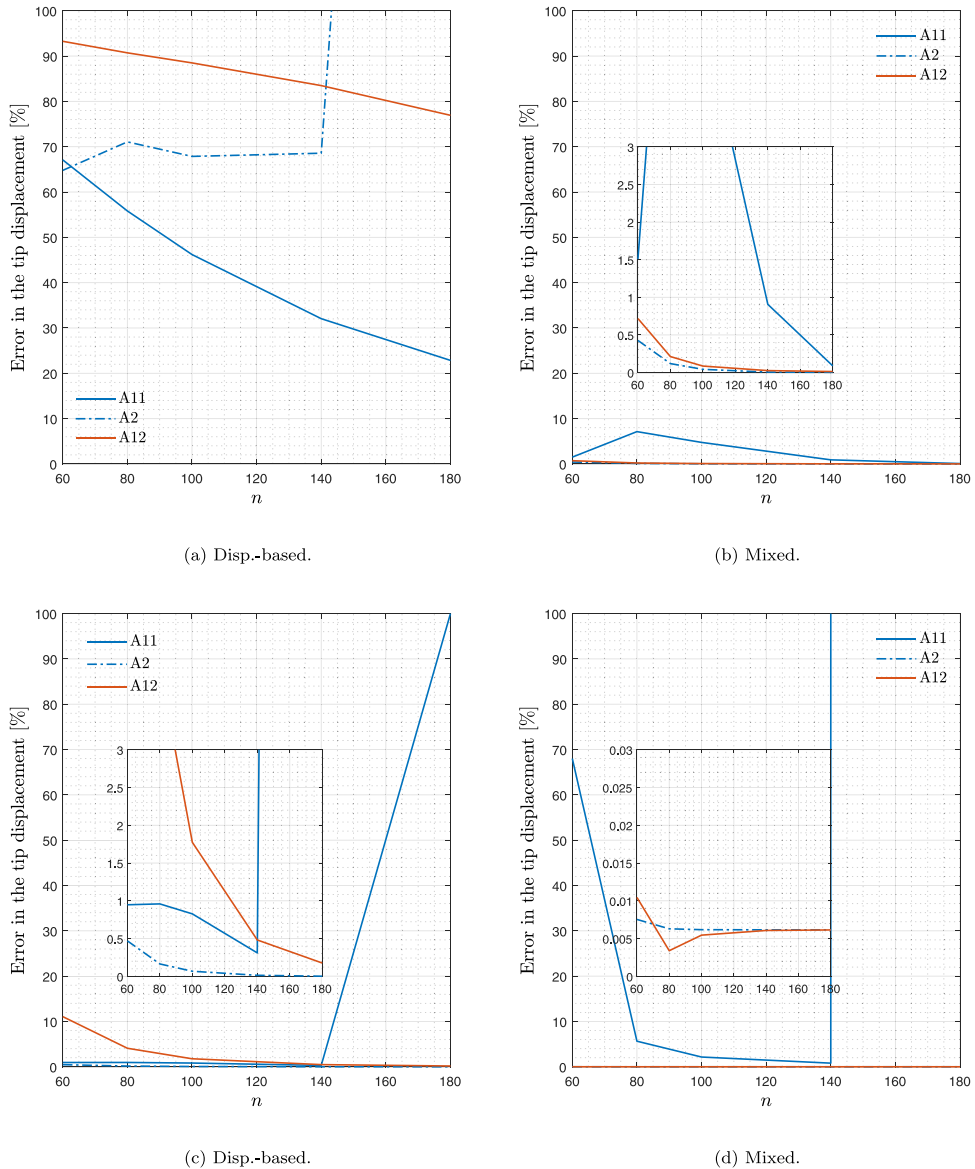 Error in the tip displacement [%]
100
90
80
70
60
50
40
30
20
10
0
A11
A2
A12
60 80 100 120 140 160 180
n
(a) Disp.-based.
Error in the tip displacement [%]
100
90
80
70
60
50
40
30
20
10
0
A11
A2
A12
3
2.5
2
1.5
1
0.5
0
60 80 100 120 140 160 180
60 80 100 120 140 160 180
n
(b) Mixed.
Error in the tip displacement [%]
100
90
80
70
60
50
40
30
20
10
0
A11
A2
A12
3
2.5
2
1.5
1
0.5
0
60 80 100 120 140 160 180
60 80 100 120 140 160 180
n
(c) Disp.-based.
Error in the tip displacement [%]
100
90
80
70
60
50
40
30
20
10
0
A11
A2
A12
0.03
0.025
0.02
0.015
0.01
0.005
0
60 80 100 120 140 160 180
60 80 100 120 140 160 180
n
(d) Mixed.